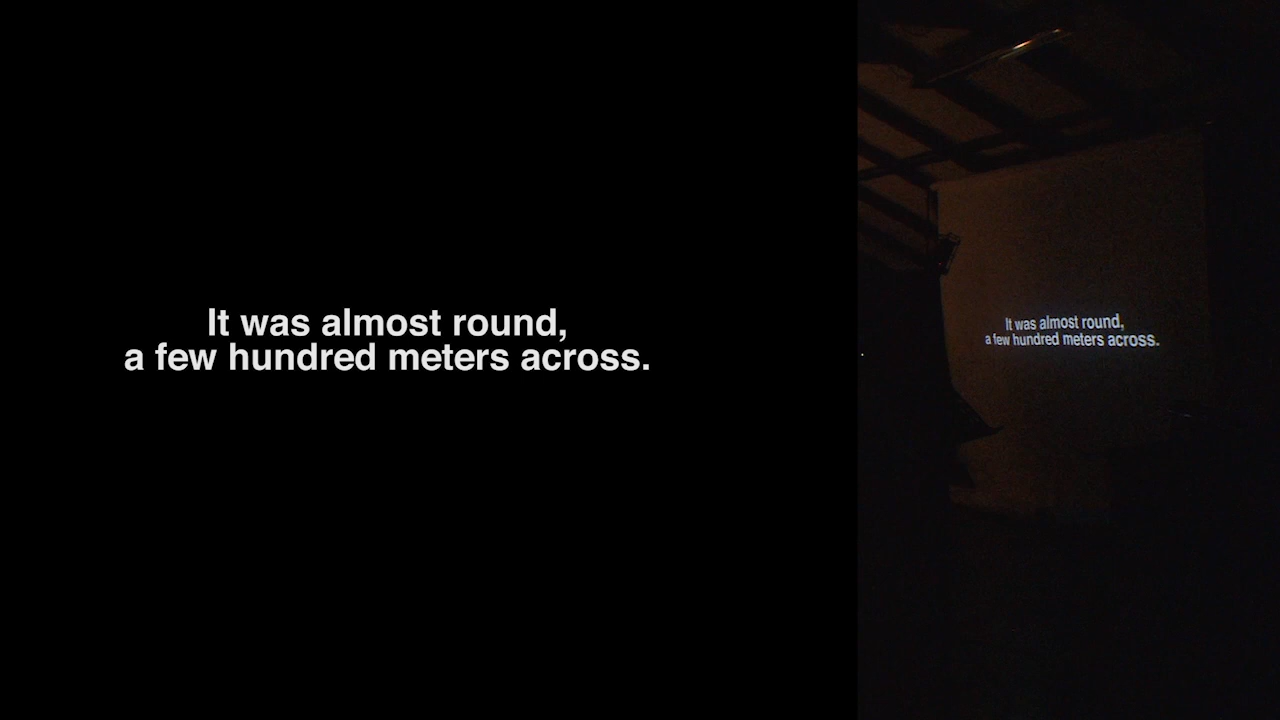 It was almost round,
a few hundred meters across.
It was almost round,
a few hundred meters across.